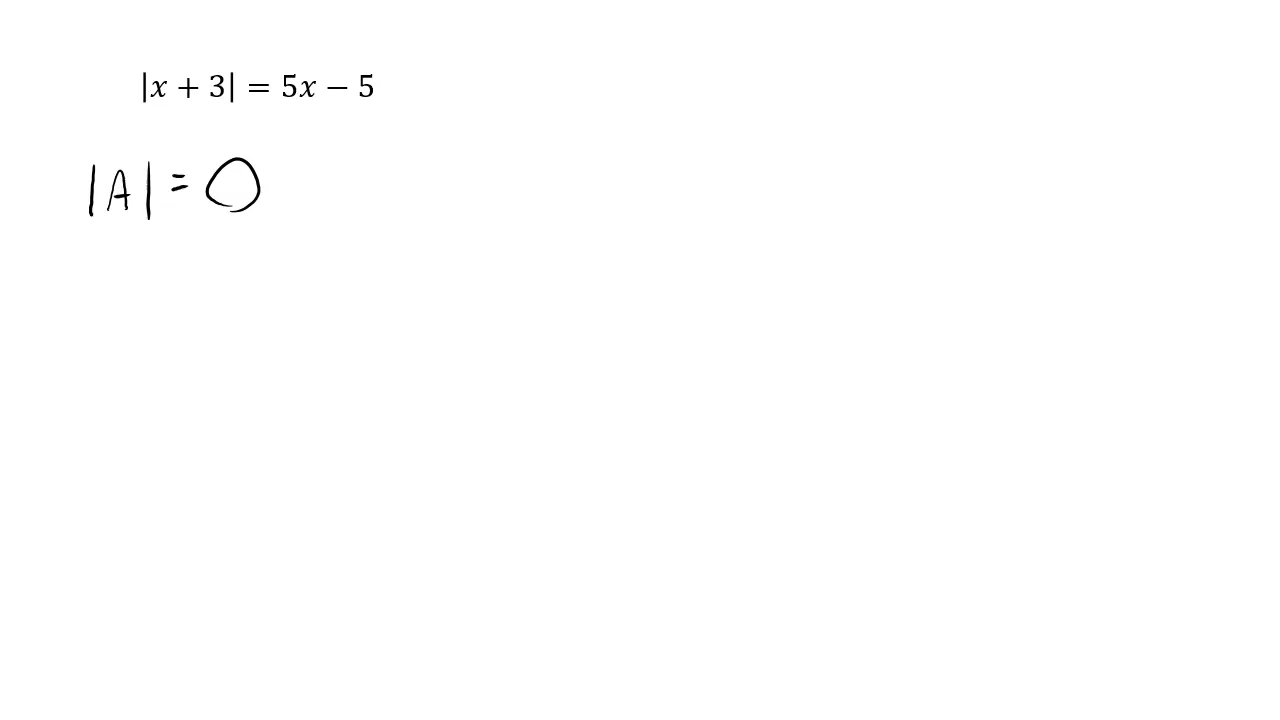 |x + 3| = 5x − 5
|A| = O